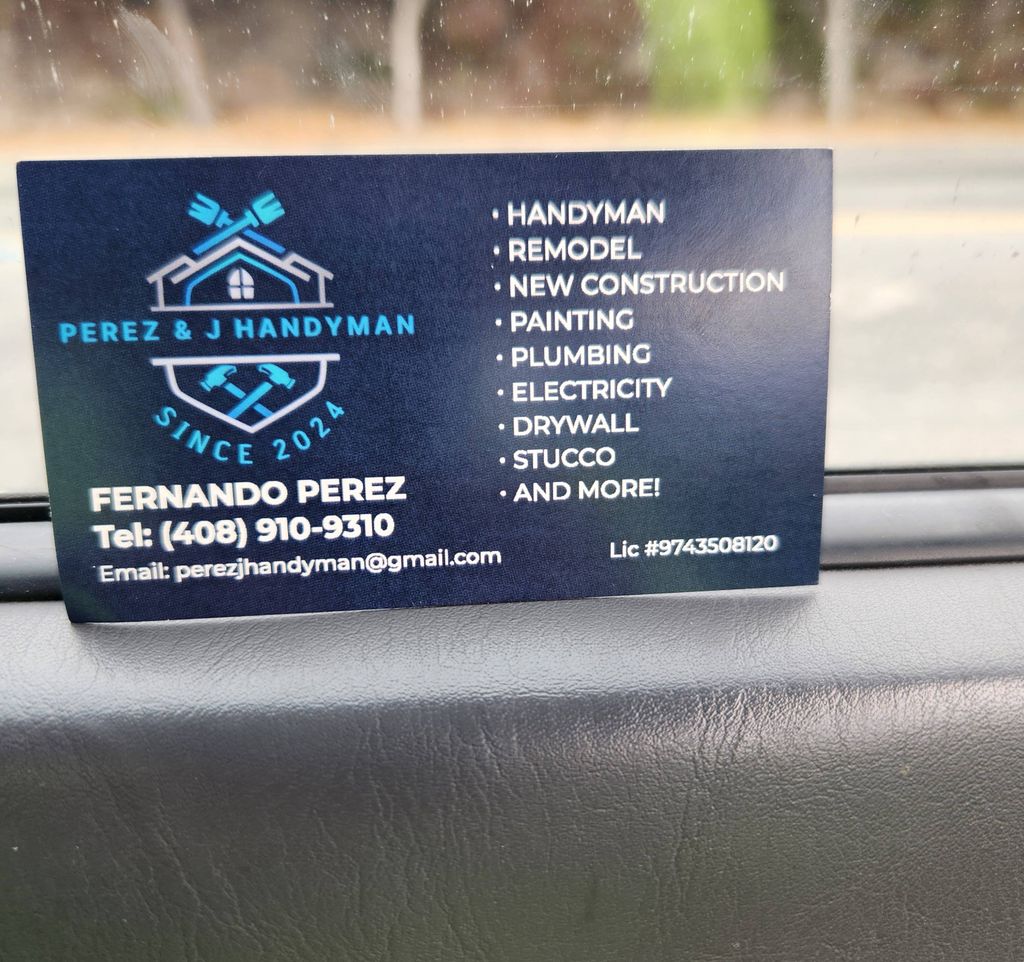 PEREZ & J HANDYMAN
SINCE 2024
FERNANDO PEREZ
Tel: (408) 910-9310
Email: perezjhandyman@gmail.com
• HANDYMAN
• REMODEL
• NEW CONSTRUCTION
• PAINTING
• PLUMBING
• ELECTRICITY
• DRYWALL
• STUCCO
• AND MORE!
Lic #9743508120